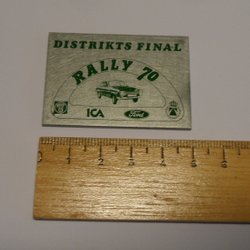 DISTRIKTS FINAL
RALLY 70
ICA
Ford
1 2 3 4 5 6